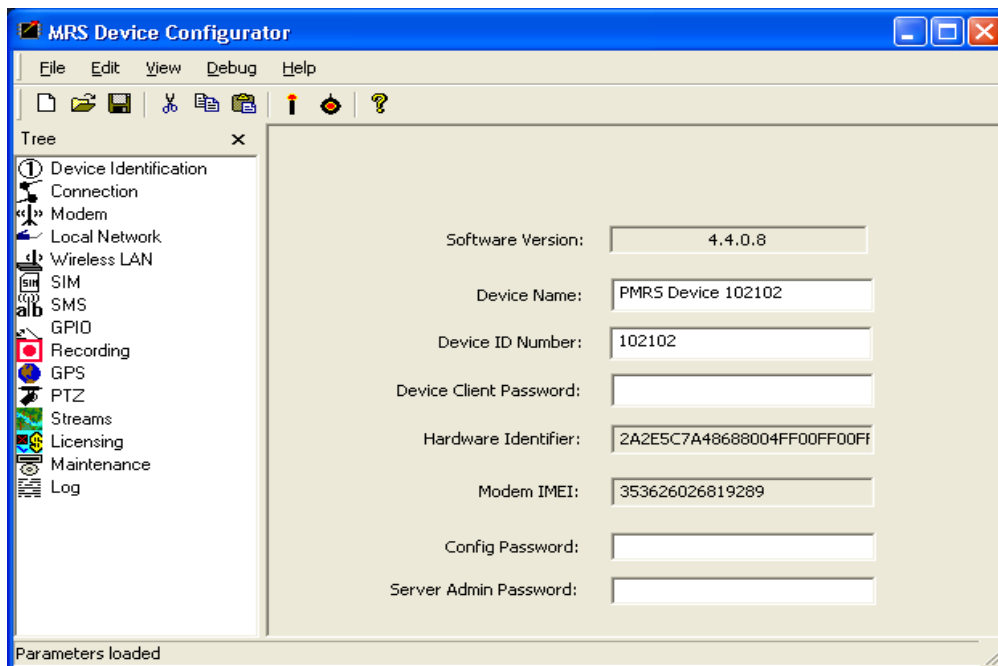 MRS Device Configurator
File Edit View Debug Help
Tree
Device Identification
Connection
Modem
Local Network
Wireless LAN
SIM
SMS
GPIO
Recording
GPS
PTZ
Streams
Licensing
Maintenance
Log
Software Version: 4.4.0.8
Device Name: PMRS Device 102102
Device ID Number: 102102
Device Client Password:
Hardware Identifier: 2A2E5C7A48688004FF00FF00FF
Modem IMEI: 353626026819289
Config Password:
Server Admin Password:
Parameters loaded